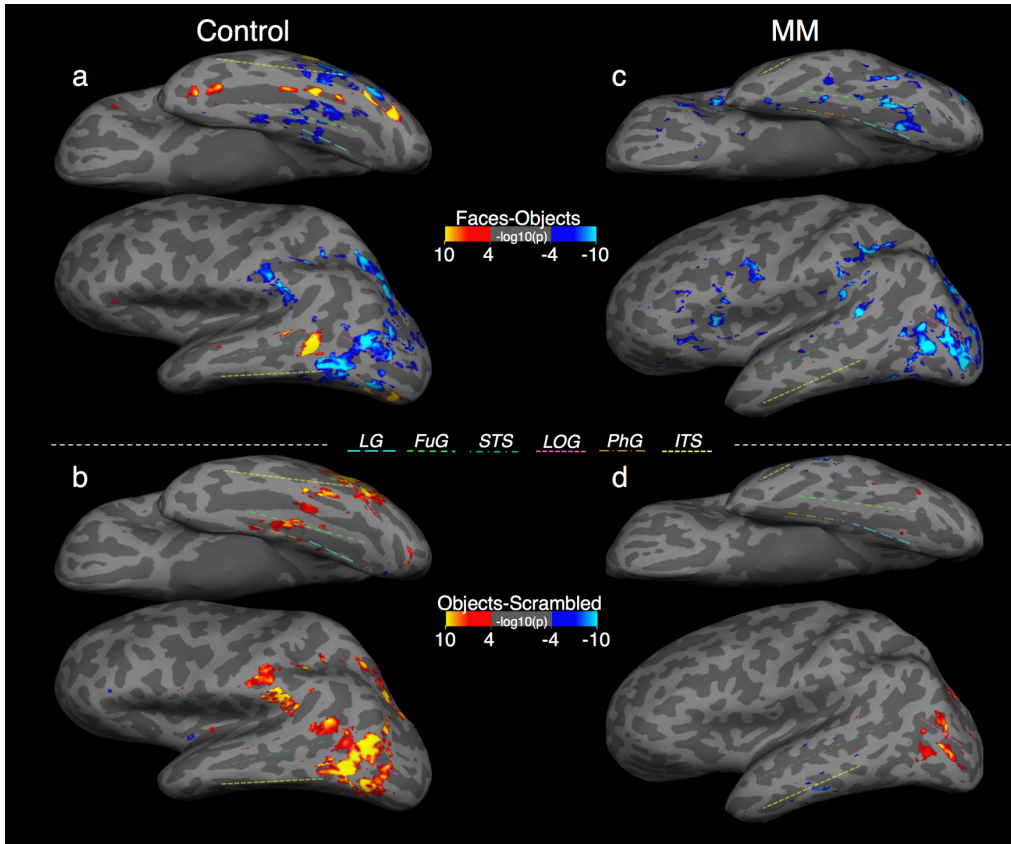 Control MM
a c
Faces-Objects
-log10(p)
10 4 -4 -10
LG FuG STS LOG PhG ITS
b d
Objects-Scrambled
-log10(p)
10 4 -4 -10